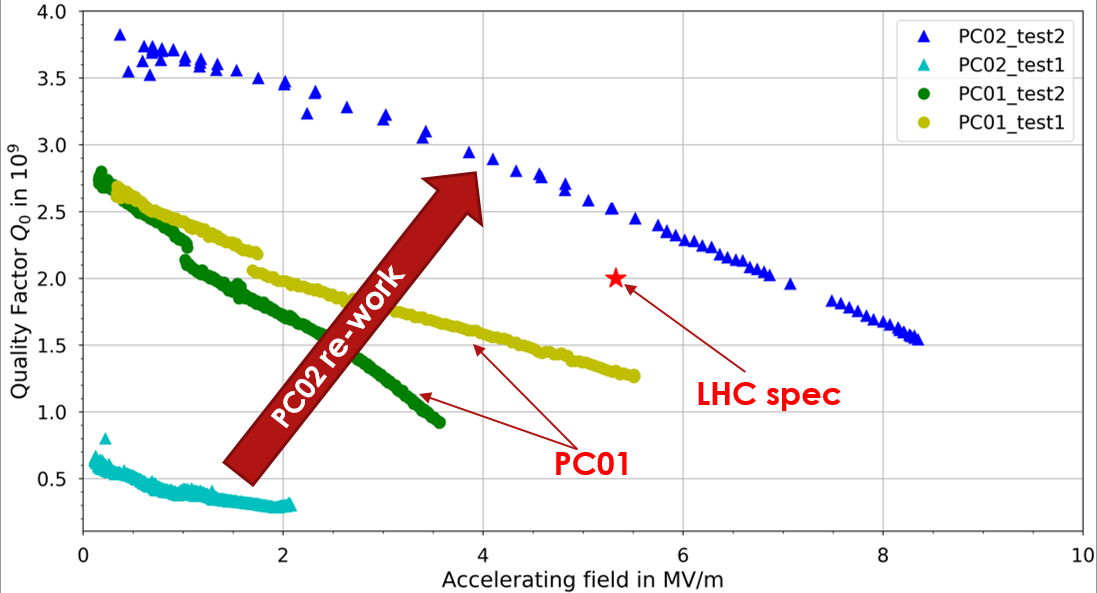 4.0
3.5
3.0
2.5
2.0
1.5
1.0
0.5
Quality Factor Q₀ in 10⁹
PC02_test2
PC02_test1
PC01_test2
PC01_test1
PC02 re-work
LHC spec
PC01
0 2 4 6 8 10
Accelerating field in MV/m